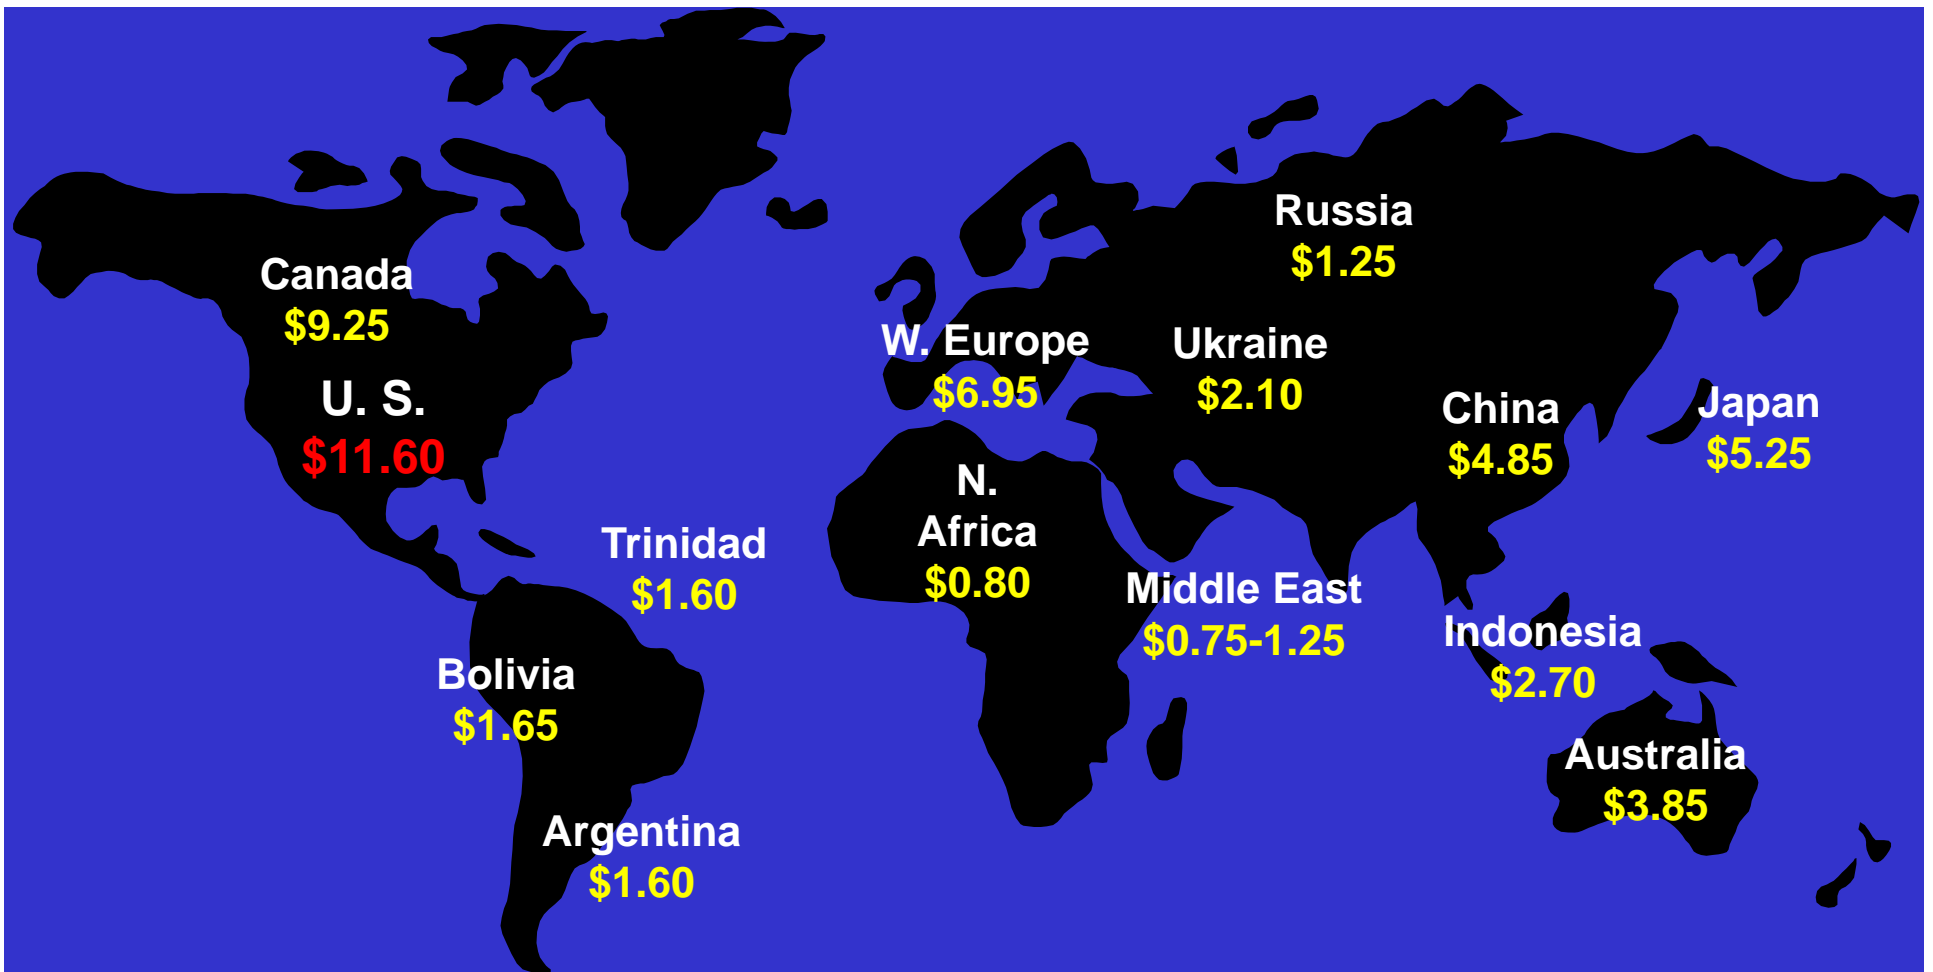 Russia
$1.25
Canada
$9.25
W. Europe
$6.95
Ukraine
$2.10
U. S.
$11.60
China
$4.85
Japan
$5.25
N.
Africa
$0.80
Trinidad
$1.60
Middle East
$0.75-1.25
Indonesia
$2.70
Bolivia
$1.65
Australia
$3.85
Argentina
$1.60